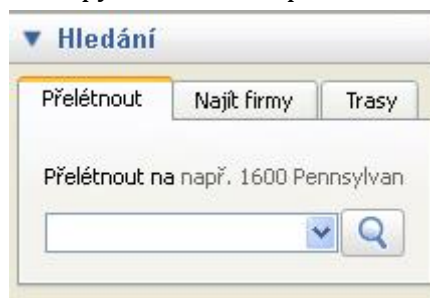 Hledání
Přelétnout Najít firmy Trasy
Přelétnout na např. 1600 Pennsylvan